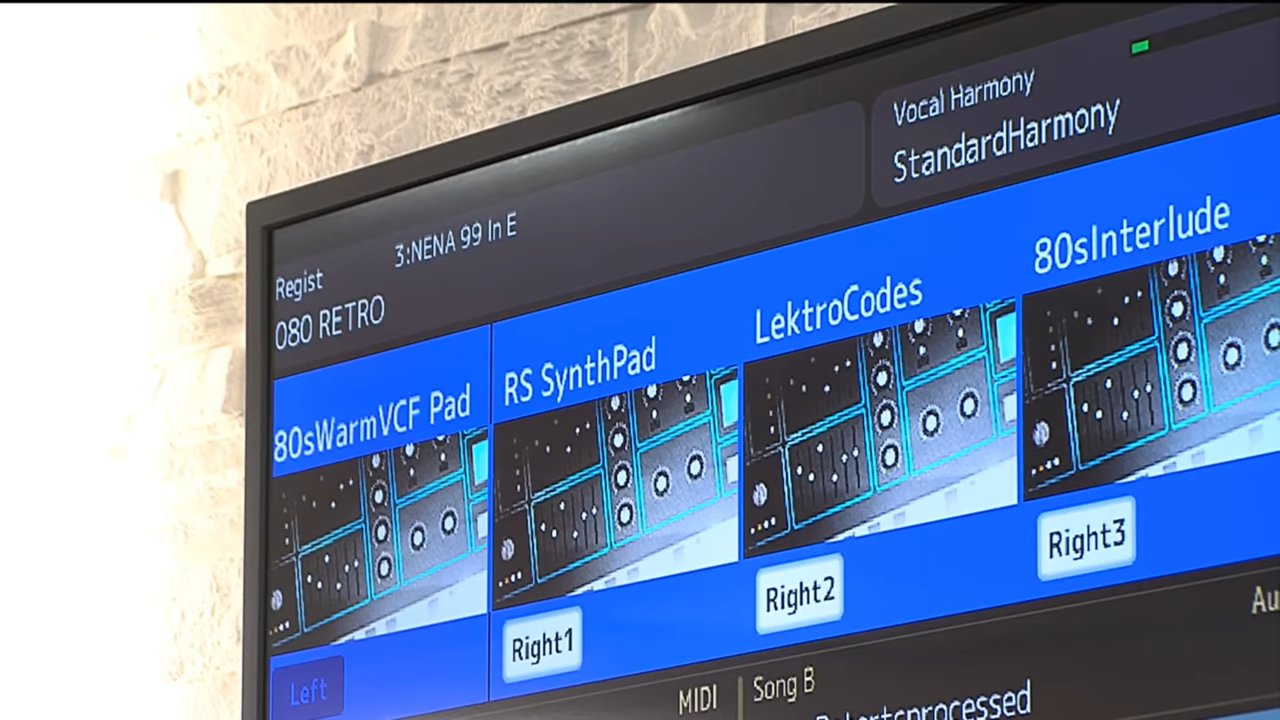 Vocal Harmony
StandardHarmony
3:NENA 99 In E
Regist
080 RETRO
80sWarmVCF Pad
RS SynthPad
LektroCodes
80sInterlude
Left
Right1
Right2
Right3
MIDI
Song B